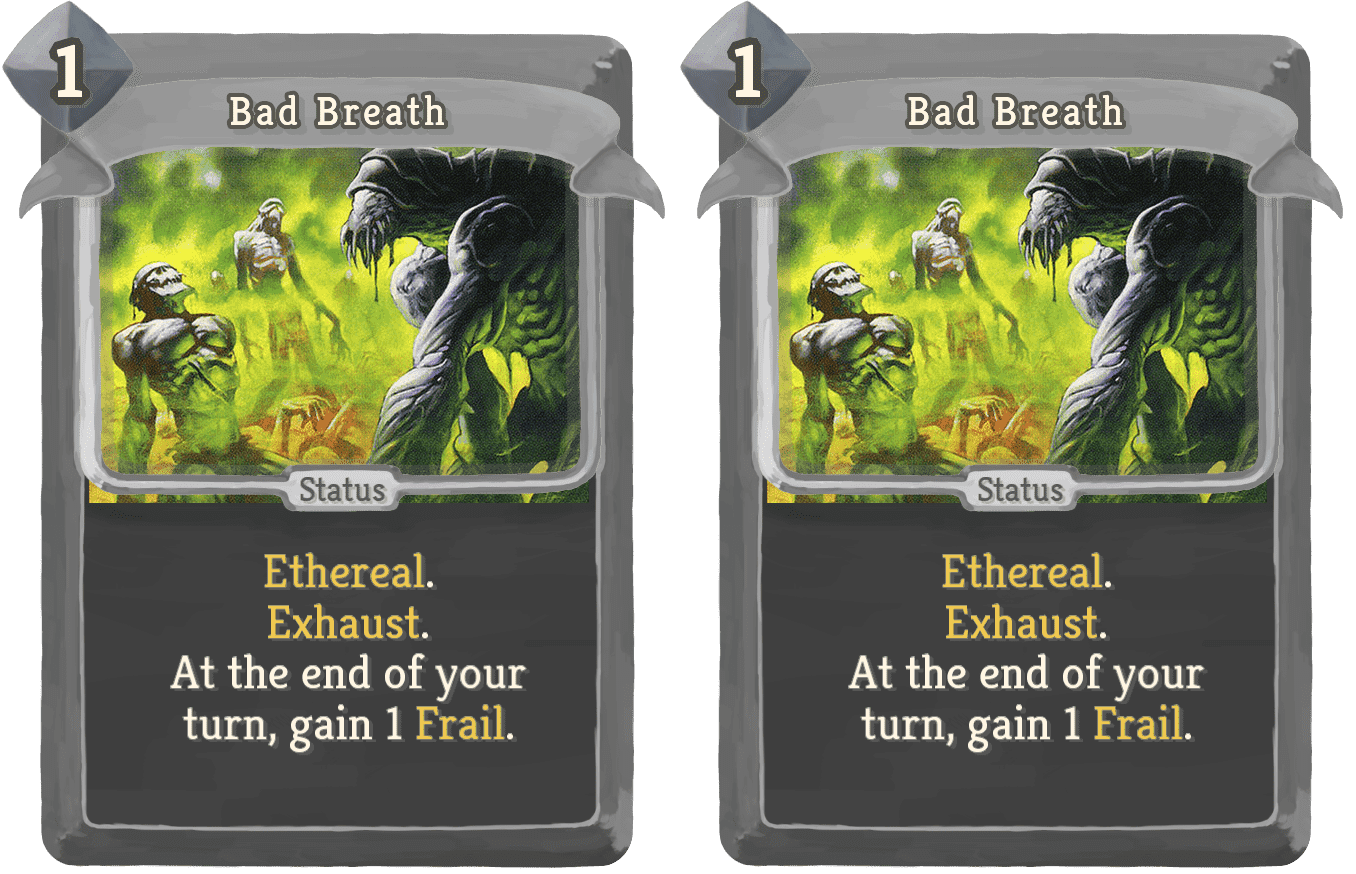 1
Bad Breath
Status
Ethereal.
Exhaust.
At the end of your
turn, gain 1 Frail.
1
Bad Breath
Status
Ethereal.
Exhaust.
At the end of your
turn, gain 1 Frail.